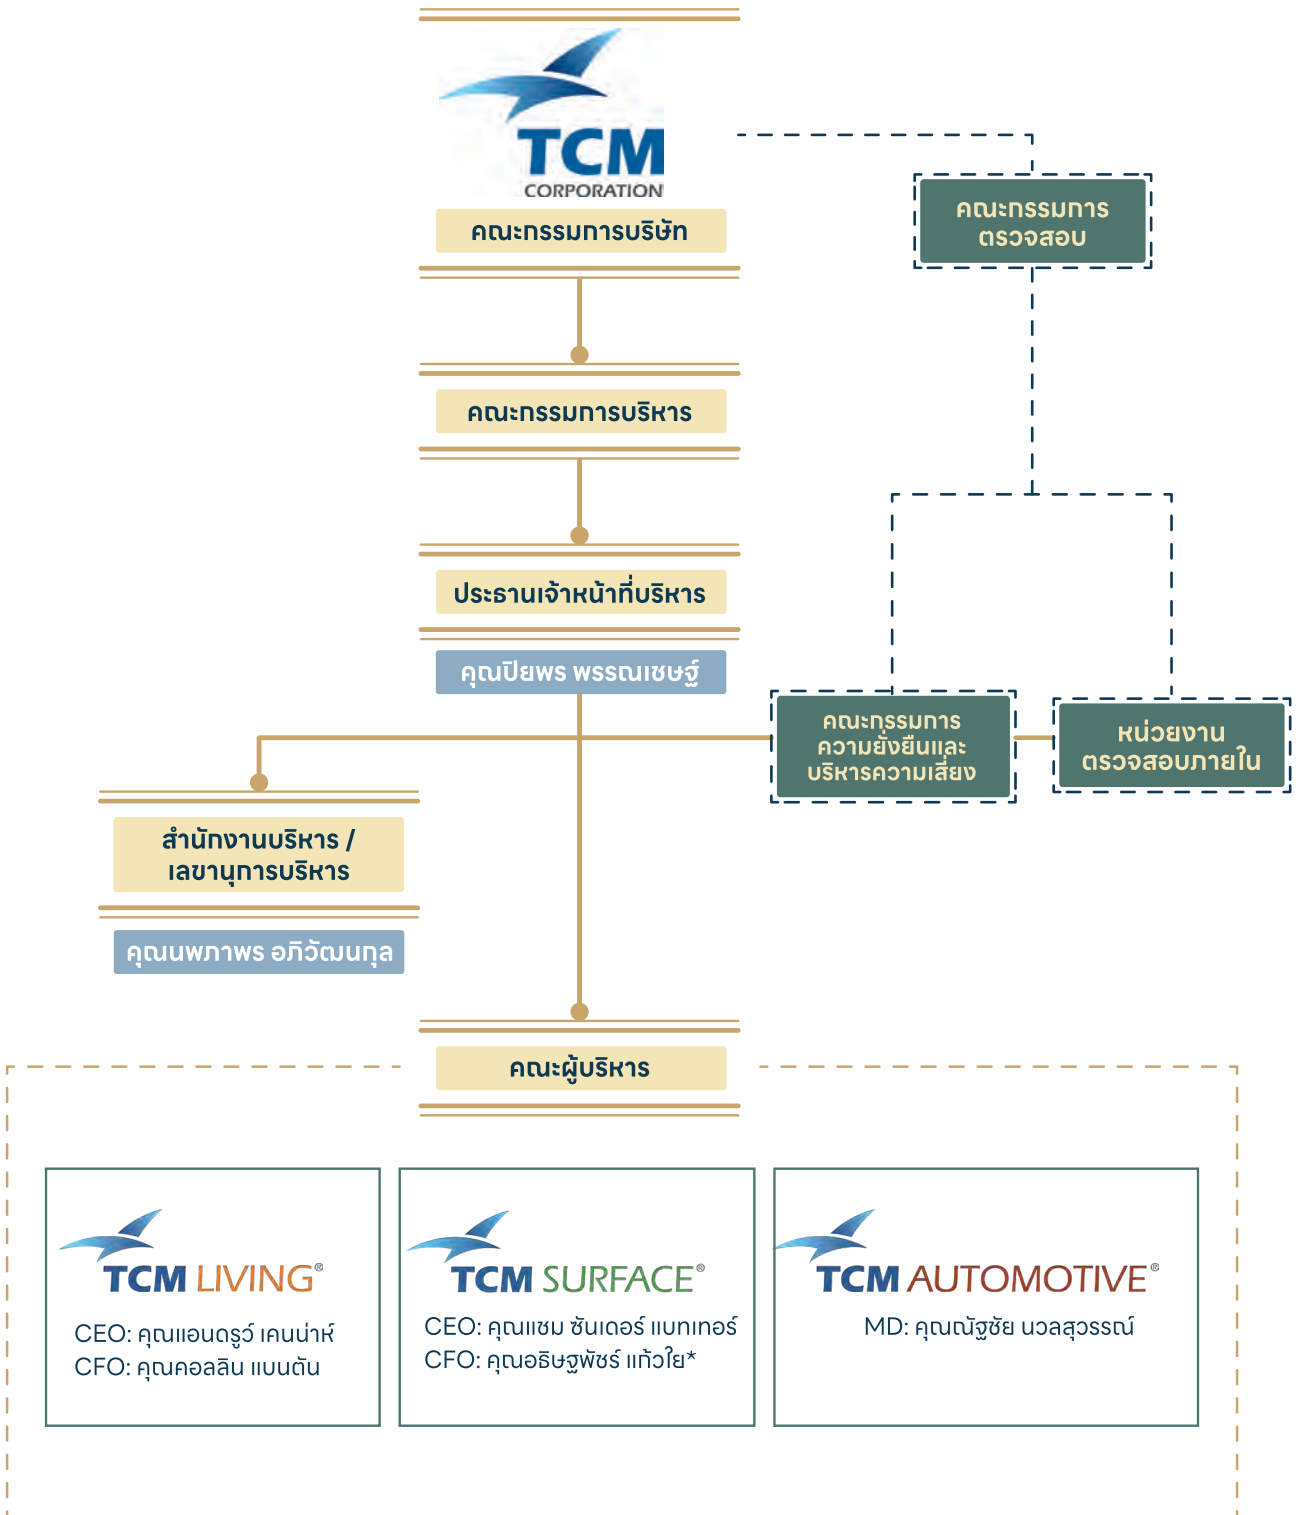 TCM
CORPORATION
คณะกรรมการบริษัท
คณะกรรมการ
ตรวจสอบ
คณะกรรมการบริหาร
ประธานเจ้าหน้าที่บริหาร
คุณปิยพร พรรณเชษฐ์
คณะกรรมการ
ความยั่งยืนและ
บริหารความเสี่ยง
หน่วยงาน
ตรวจสอบภายใน
สำนักงานบริหาร /
เลขานุการบริหาร
คุณนพภาพร อภิวัฒนกุล
คณะผู้บริหาร
TCM LIVING®
CEO: คุณแอนดรูว์ เคนน่าห์
CFO: คุณคอลลิน แบนตัน
TCM SURFACE®
CEO: คุณแชม ซันเดอร์ แบทเทอร์
CFO: คุณอธิษฐพัชร์ แก้วใย*
TCM AUTOMOTIVE®
MD: คุณณัฐชัย นวลสุวรรณ์